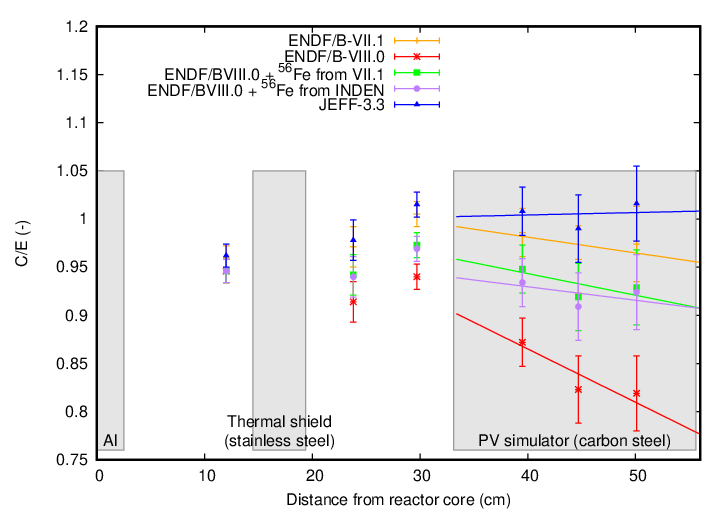 1.2
1.15
1.1
1.05
1
0.95
0.9
0.85
0.8
0.75
C/E (-)
ENDF/B-VII.1
ENDF/B-VIII.0
ENDF/BVIII.0 + 56Fe from VII.1
ENDF/BVIII.0 + 56Fe from INDEN
JEFF-3.3
Al
Thermal shield
(stainless steel)
PV simulator (carbon steel)
0 10 20 30 40 50
Distance from reactor core (cm)